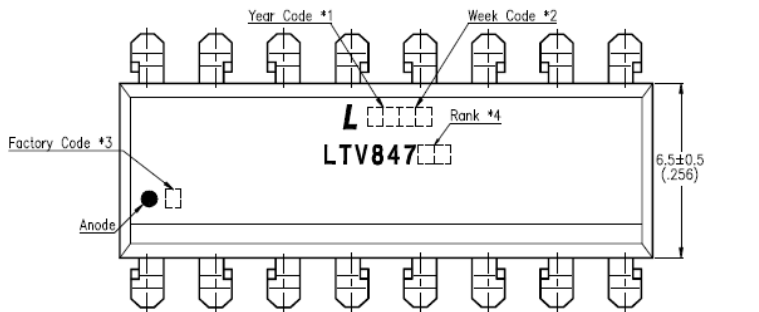 Year Code *1
Week Code *2
L
Rank *4
LTV847
Factory Code *3
6.5±0.5
(.256)
Anode